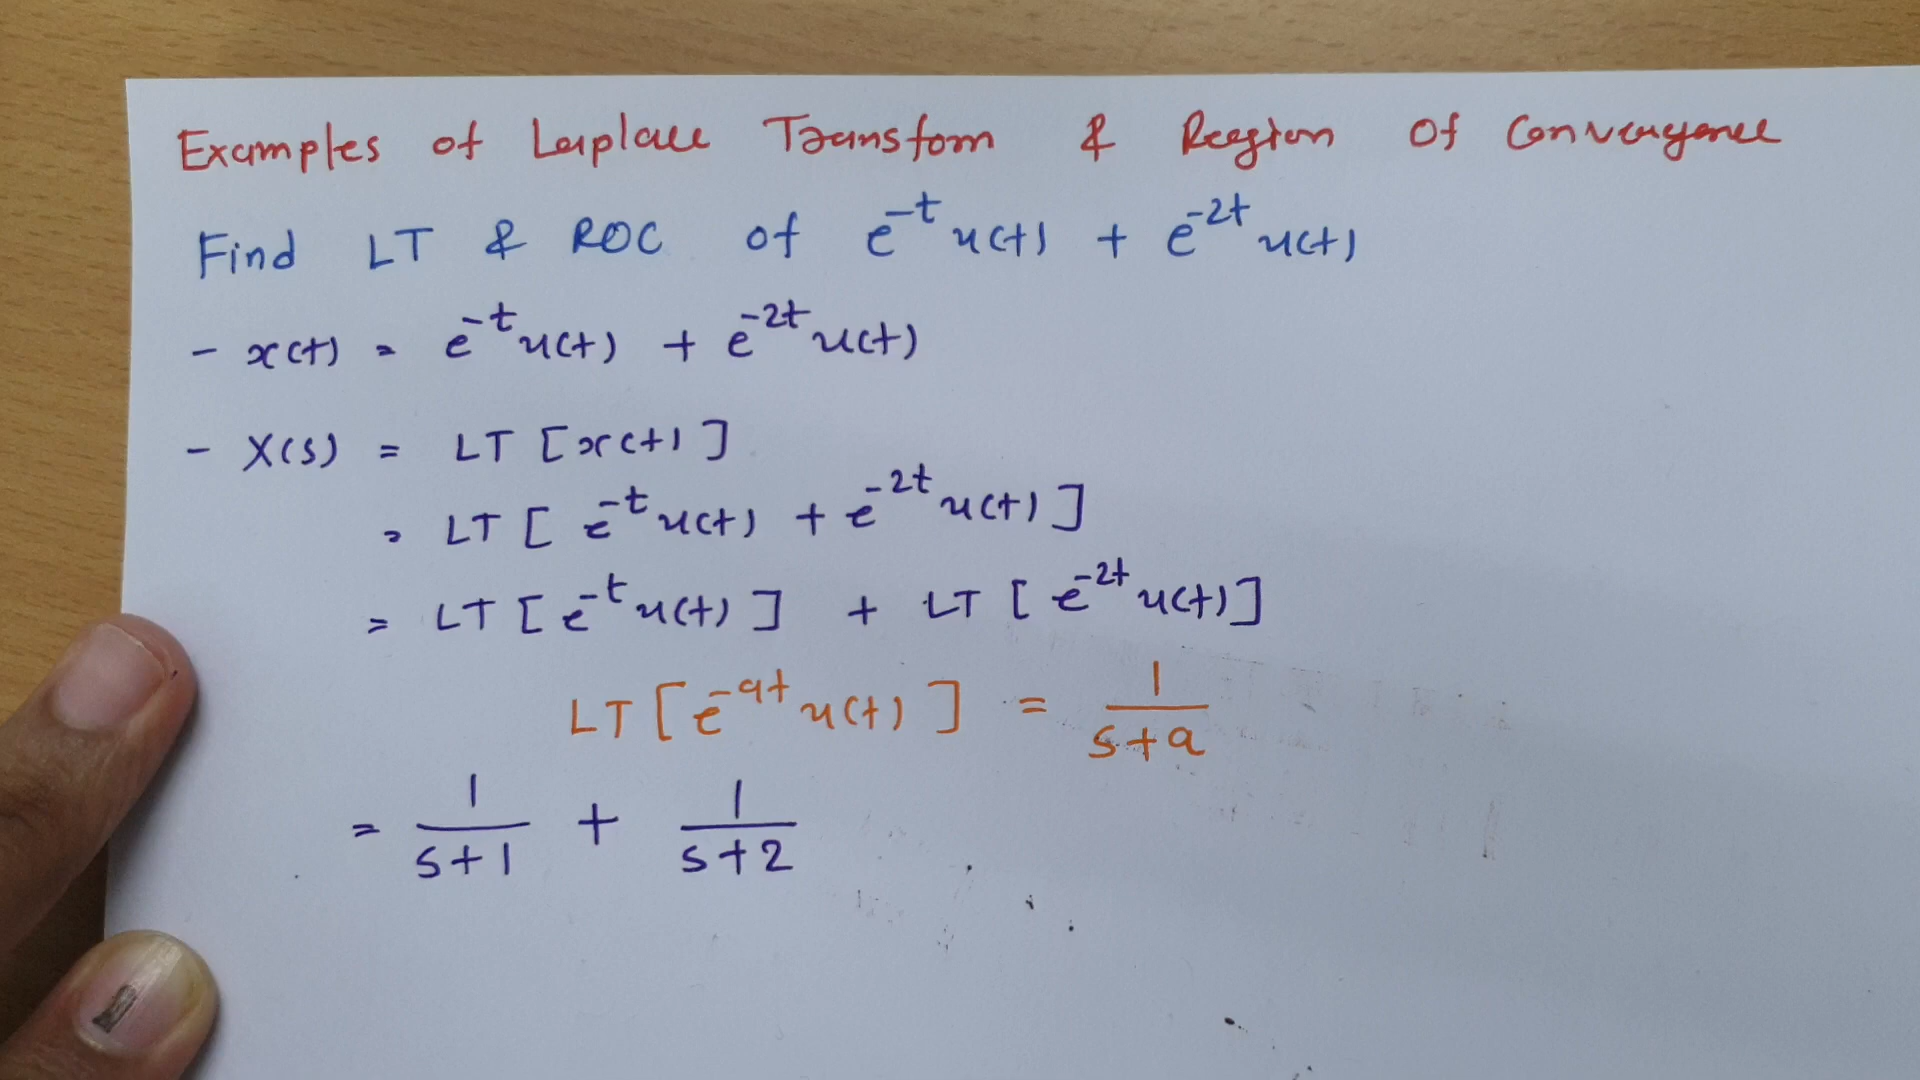 Examples of Laplace Transform & Region Of Convergence
Find LT & ROC of e^{-t} u(t) + e^{-2t} u(t)
- x(t) = e^{-t} u(t) + e^{-2t} u(t)
- X(s) = LT [x(t)]
= LT [ e^{-t} u(t) + e^{-2t} u(t) ]
= LT [ e^{-t} u(t) ] + LT [ e^{-2t} u(t) ]
LT [ e^{-at} u(t) ] = 1/(s+a)
= 1/(s+1) + 1/(s+2)